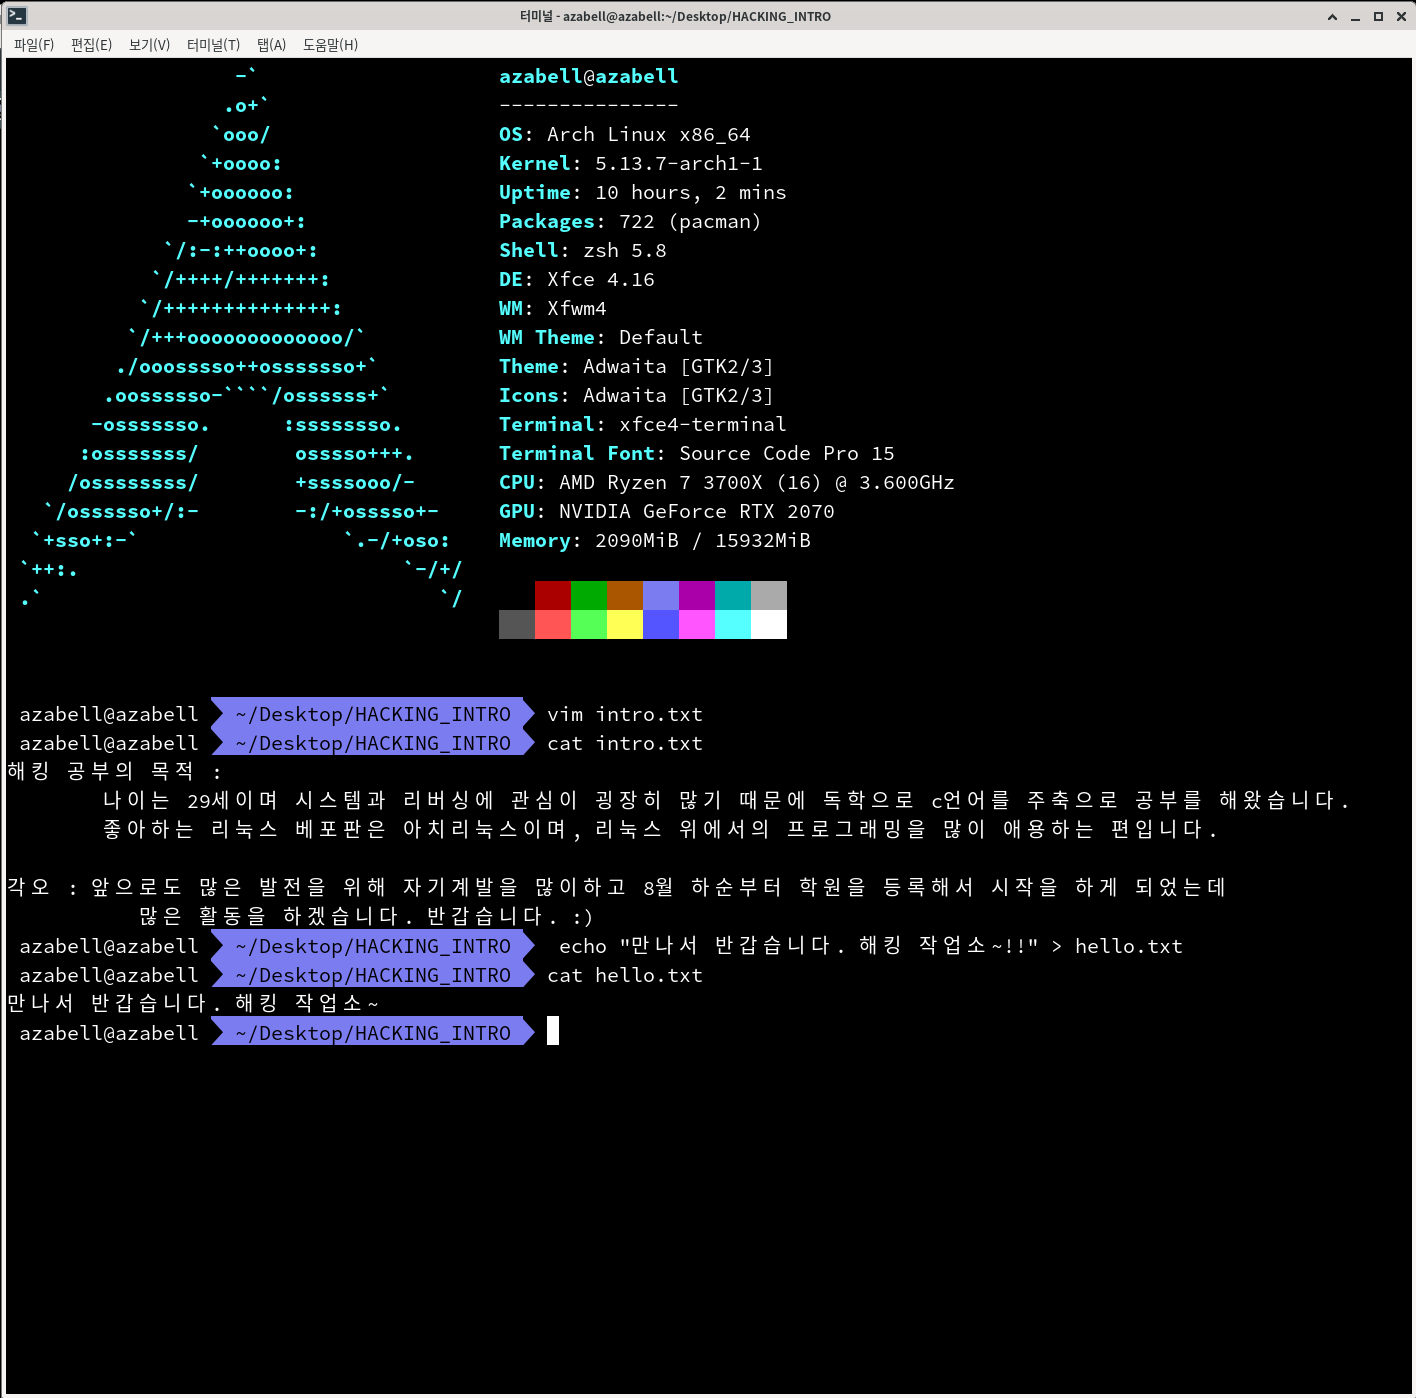 터미널 - azabell@azabell:~/Desktop/HACKING_INTRO
파일(F) 편집(E) 보기(V) 터미널(T) 탭(A) 도움말(H)
-` azabell@azabell
.o+` ---------------
`ooo/ OS: Arch Linux x86_64
`+oooo: Kernel: 5.13.7-arch1-1
`+oooooo: Uptime: 10 hours, 2 mins
-+oooooo+: Packages: 722 (pacman)
`/:-:++oooo+: Shell: zsh 5.8
`/++++/+++++++: DE: Xfce 4.16
`/++++++++++++++: WM: Xfwm4
`/+++ooooooooooooo/` WM Theme: Default
./ooosssso++osssssso+` Theme: Adwaita [GTK2/3]
.oossssso-````/ossssss+` Icons: Adwaita [GTK2/3]
-osssssso. :ssssssso. Terminal: xfce4-terminal
:osssssss/ osssso+++. Terminal Font: Source Code Pro 15
/ossssssss/ +ssssooo/- CPU: AMD Ryzen 7 3700X (16) @ 3.600GHz
`/ossssso+/:- -:/+osssso+- GPU: NVIDIA GeForce RTX 2070
`+sso+:-` `.-/+oso: Memory: 2090MiB / 15932MiB
`++:. `-/+/
.` `/
azabell@azabell ~/Desktop/HACKING_INTRO vim intro.txt
azabell@azabell ~/Desktop/HACKING_INTRO cat intro.txt
해킹 공부의 목적 :
나이는 29세이며 시스템과 리버싱에 관심이 굉장히 많기 때문에 독학으로 c언어를 주축으로 공부를 해왔습니다.
좋아하는 리눅스 베포판은 아치리눅스이며, 리눅스 위에서의 프로그래밍을 많이 애용하는 편입니다.
각오 : 앞으로도 많은 발전을 위해 자기계발을 많이하고 8월 하순부터 학원을 등록해서 시작을 하게 되었는데
많은 활동을 하겠습니다. 반갑습니다. :)
azabell@azabell ~/Desktop/HACKING_INTRO echo "만나서 반갑습니다. 해킹 작업소~!!" > hello.txt
azabell@azabell ~/Desktop/HACKING_INTRO cat hello.txt
만나서 반갑습니다. 해킹 작업소~
azabell@azabell ~/Desktop/HACKING_INTRO